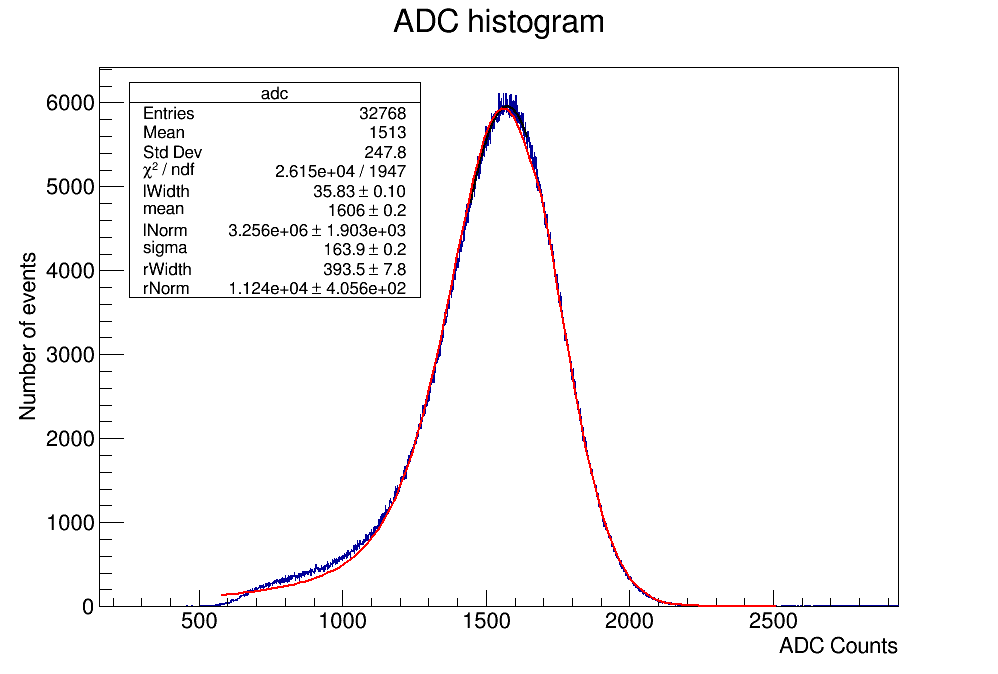 ADC histogram
adc
Entries 32768
Mean 1513
Std Dev 247.8
χ² / ndf 2.615e+04 / 1947
lWidth 35.83 ± 0.10
mean 1606 ± 0.2
lNorm 3.256e+06 ± 1.903e+03
sigma 163.9 ± 0.2
rWidth 393.5 ± 7.8
rNorm 1.124e+04 ± 4.056e+02
Number of events
6000
5000
4000
3000
2000
1000
0
500 1000 1500 2000 2500
ADC Counts